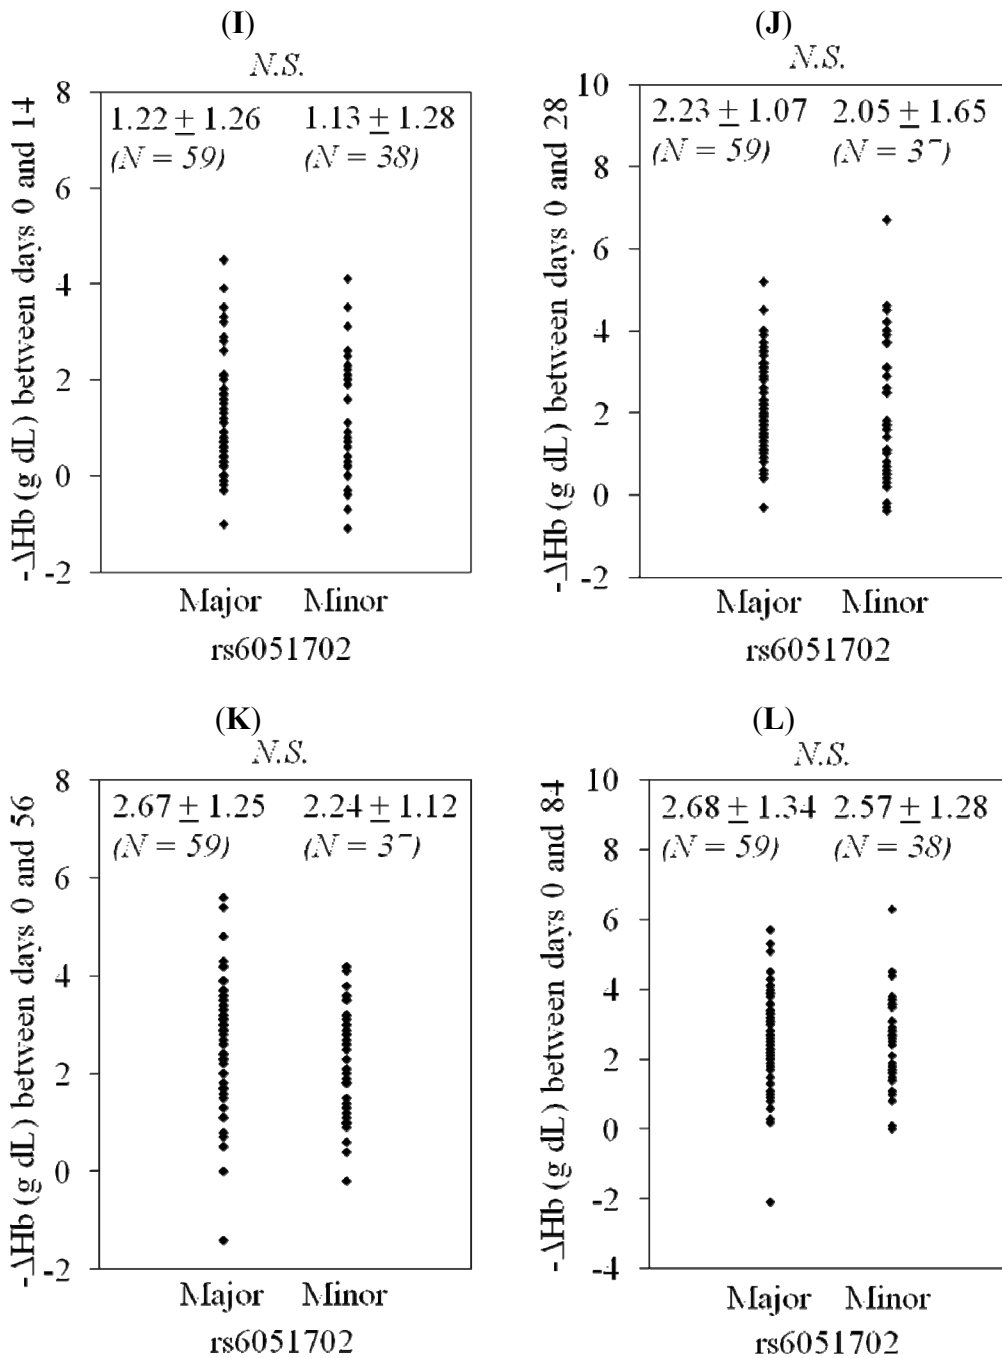 (I)
N.S.
-ΔHb (g dL) between days 0 and 14
8
6
4
2
0
-2
1.22 ± 1.26
(N = 59)
1.13 ± 1.28
(N = 38)
Major
Minor
rs6051702
(J)
N.S.
-ΔHb (g dL) between days 0 and 28
10
8
6
4
2
0
-2
2.23 ± 1.07
(N = 59)
2.05 ± 1.65
(N = 37)
Major
Minor
rs6051702
(K)
N.S.
-ΔHb (g dL) between days 0 and 56
8
6
4
2
0
-2
2.67 ± 1.25
(N = 59)
2.24 ± 1.12
(N = 37)
Major
Minor
rs6051702
(L)
N.S.
-ΔHb (g dL) between days 0 and 84
10
8
6
4
2
0
-2
-4
2.68 ± 1.34
(N = 59)
2.57 ± 1.28
(N = 38)
Major
Minor
rs6051702